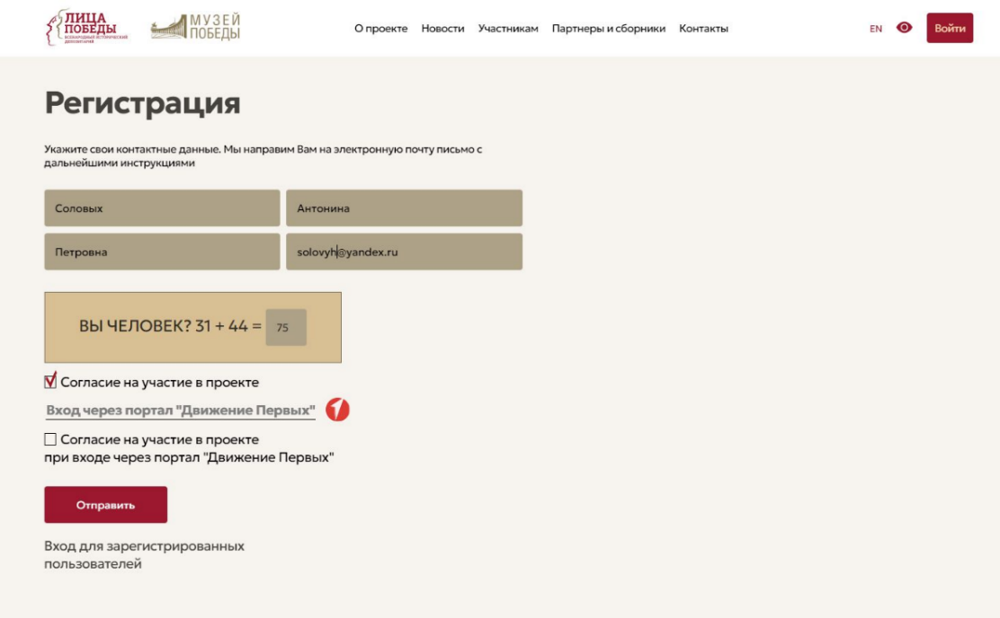 ЛИЦА
ПОБЕДЫ
ВСЕНАРОДНЫЙ ИСТОРИЧЕСКИЙ
ДЕПОЗИТАРИЙ
МУЗЕЙ
ПОБЕДЫ
О проекте Новости Участникам Партнеры и сборники Контакты
EN Войти
Регистрация
Укажите свои контактные данные. Мы направим Вам на электронную почту письмо с
дальнейшими инструкциями
Соловых Антонина
Петровна solovyh@yandex.ru
ВЫ ЧЕЛОВЕК? 31 + 44 = 75
Согласие на участие в проекте
Вход через портал "Движение Первых"
Согласие на участие в проекте
при входе через портал "Движение Первых"
Отправить
Вход для зарегистрированных
пользователей